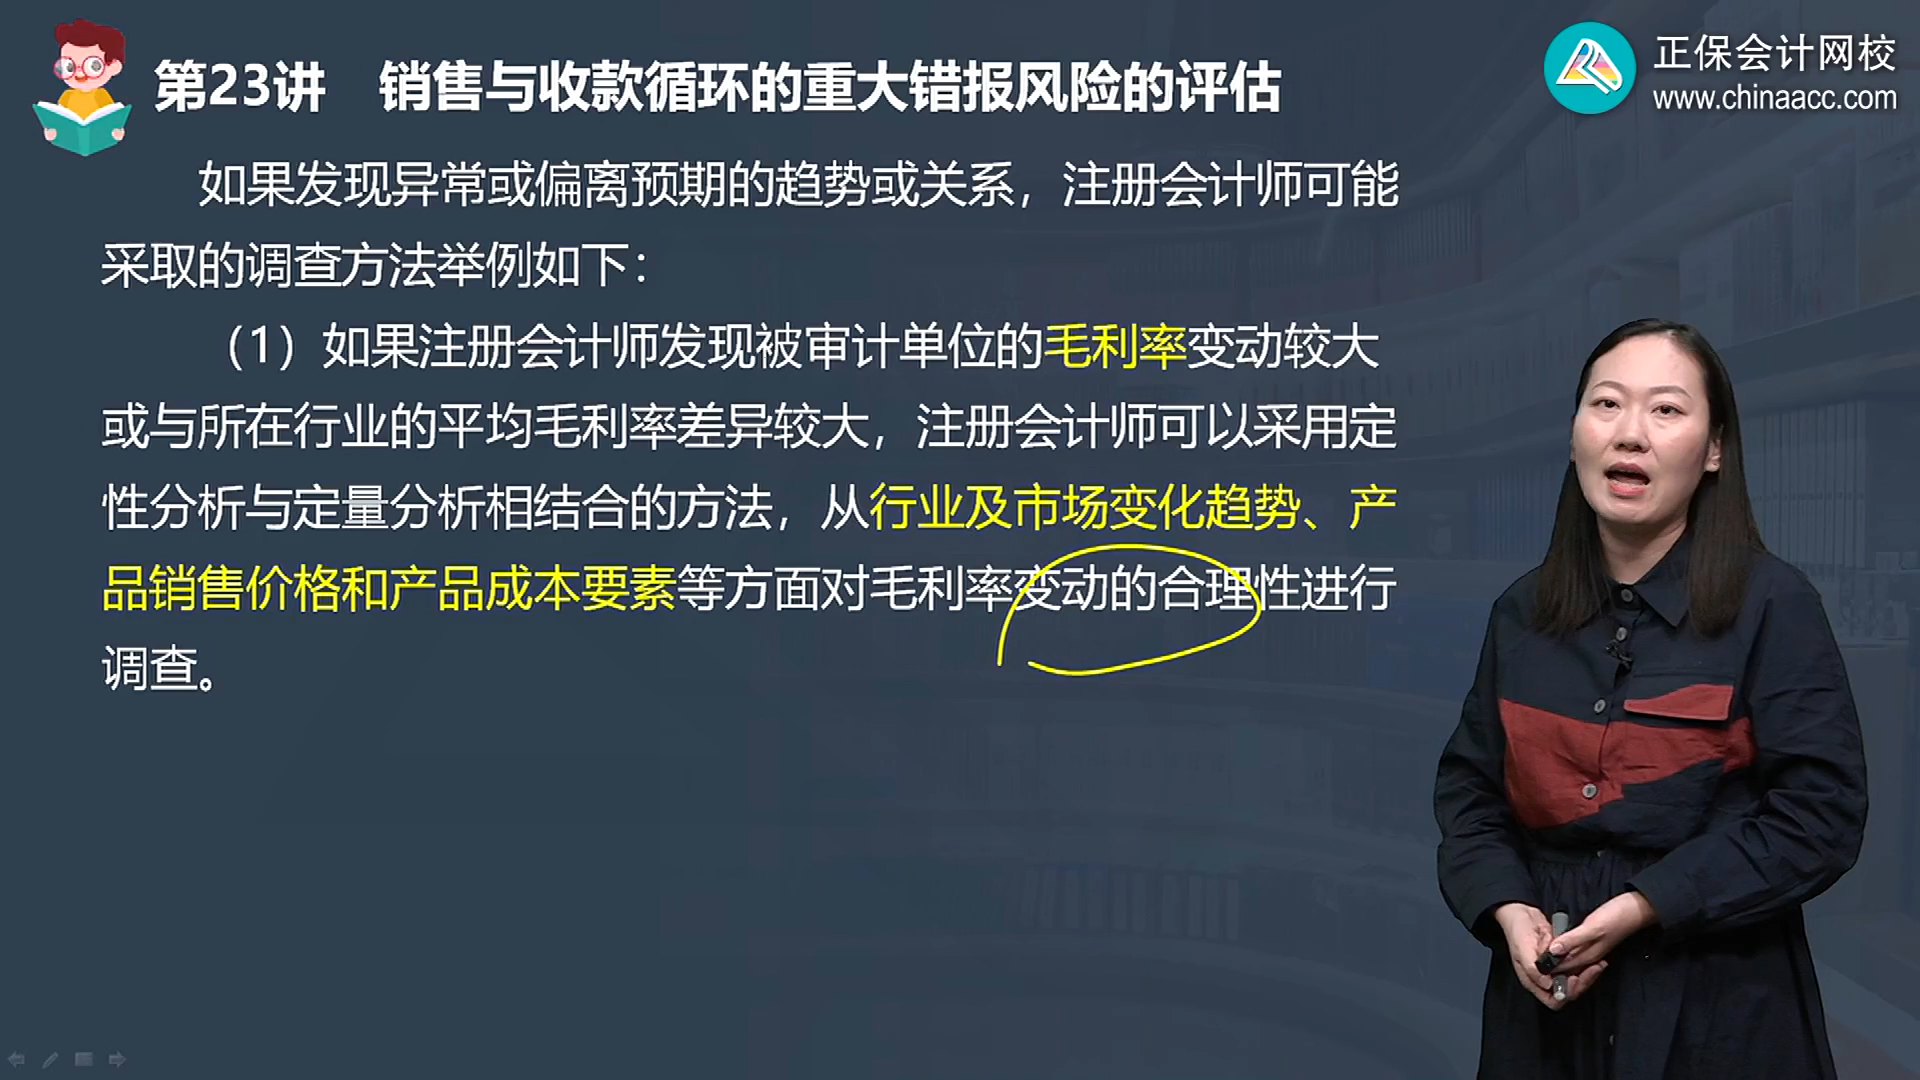 第23讲 销售与收款循环的重大错报风险的评估
正保会计网校
www.chinaacc.com
如果发现异常或偏离预期的趋势或关系，注册会计师可能
采取的调查方法举例如下：
（1）如果注册会计师发现被审计单位的毛利率变动较大
或与所在行业的平均毛利率差异较大，注册会计师可以采用定
性分析与定量分析相结合的方法，从行业及市场变化趋势、产
品销售价格和产品成本要素等方面对毛利率变动的合理性进行
调查。